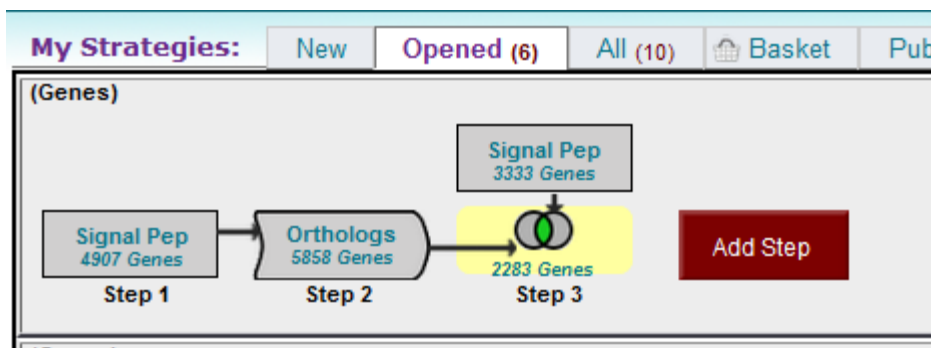 My Strategies: New Opened (6) All (10) Basket
(Genes)
Signal Pep
3333 Genes
Signal Pep
4907 Genes
Step 1
Orthologs
5858 Genes
Step 2
2283 Genes
Step 3
Add Step